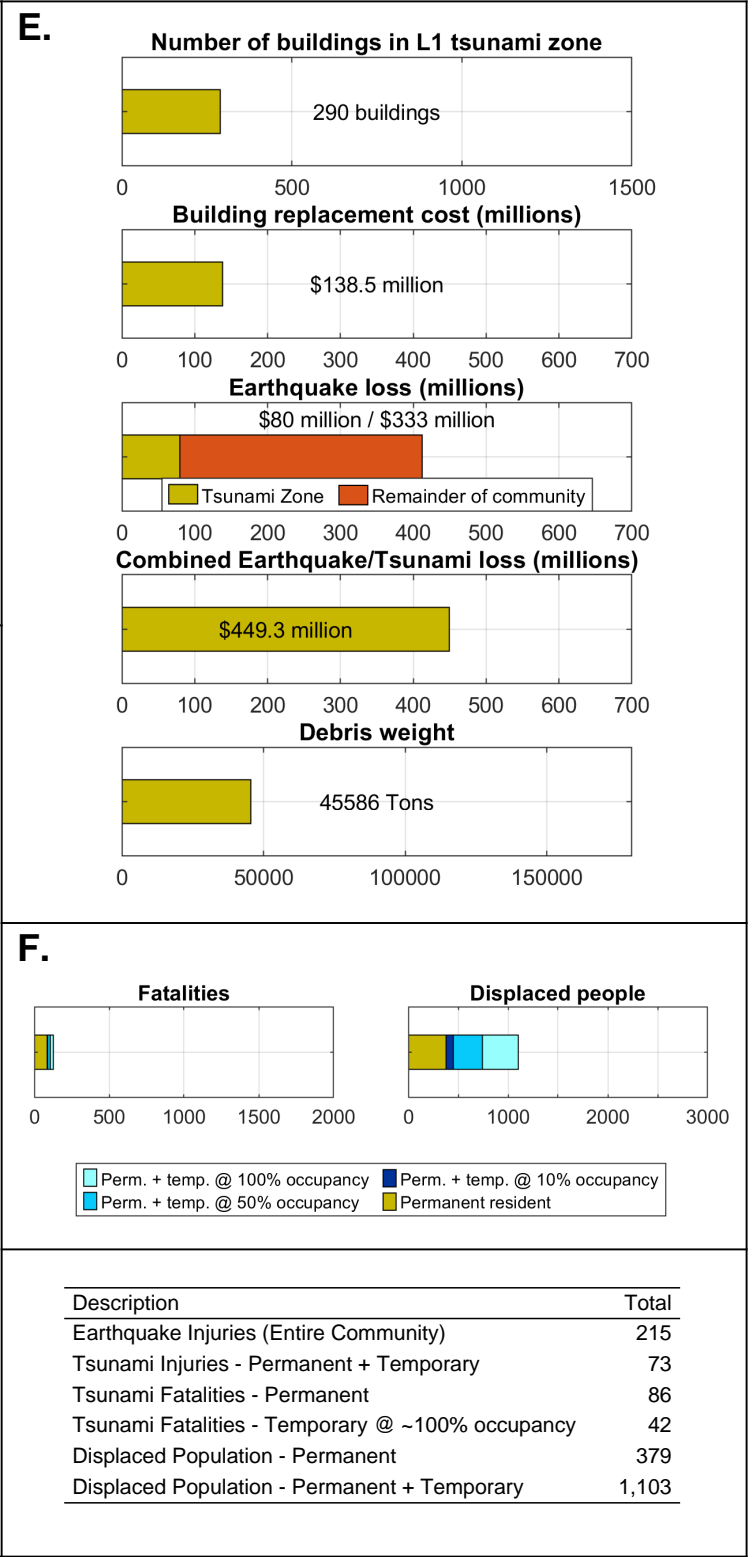 E.
Number of buildings in L1 tsunami zone
290 buildings
0 500 1000 1500
Building replacement cost (millions)
$138.5 million
0 100 200 300 400 500 600 700
Earthquake loss (millions)
$80 million / $333 million
Tsunami Zone Remainder of community
0 100 200 300 400 500 600 700
Combined Earthquake/Tsunami loss (millions)
$449.3 million
0 100 200 300 400 500 600 700
Debris weight
45586 Tons
0 50000 100000 150000
F.
Fatalities
0 500 1000 1500 2000
Displaced people
0 1000 2000 3000
Perm. + temp. @ 100% occupancy Perm. + temp. @ 10% occupancy
Perm. + temp. @ 50% occupancy Permanent resident
Description Total
Earthquake Injuries (Entire Community) 215
Tsunami Injuries - Permanent + Temporary 73
Tsunami Fatalities - Permanent 86
Tsunami Fatalities - Temporary @ ~100% occupancy 42
Displaced Population - Permanent 379
Displaced Population - Permanent + Temporary 1,103